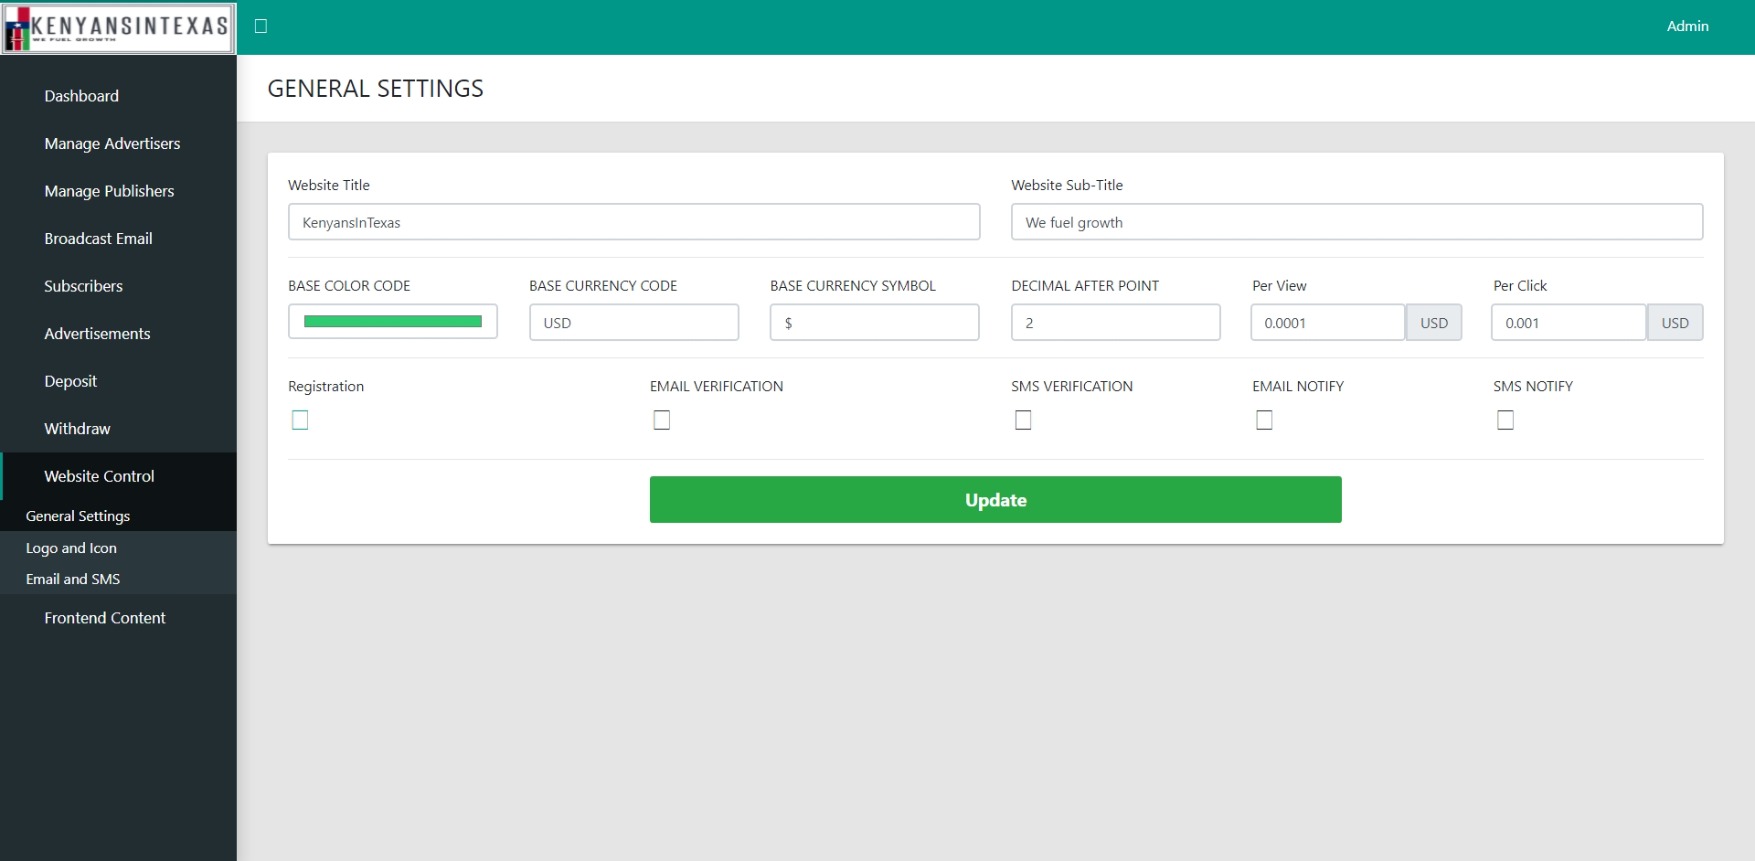 KENYANSINTEXAS
WE FUEL GROWTH
Admin
Dashboard
Manage Advertisers
Manage Publishers
Broadcast Email
Subscribers
Advertisements
Deposit
Withdraw
Website Control
General Settings
Logo and Icon
Email and SMS
Frontend Content
GENERAL SETTINGS
Website Title
Website Sub-Title
KenyansInTexas
We fuel growth
BASE COLOR CODE
BASE CURRENCY CODE
BASE CURRENCY SYMBOL
DECIMAL AFTER POINT
Per View
Per Click
USD
$
2
0.0001 USD
0.001 USD
Registration
EMAIL VERIFICATION
SMS VERIFICATION
EMAIL NOTIFY
SMS NOTIFY
Update